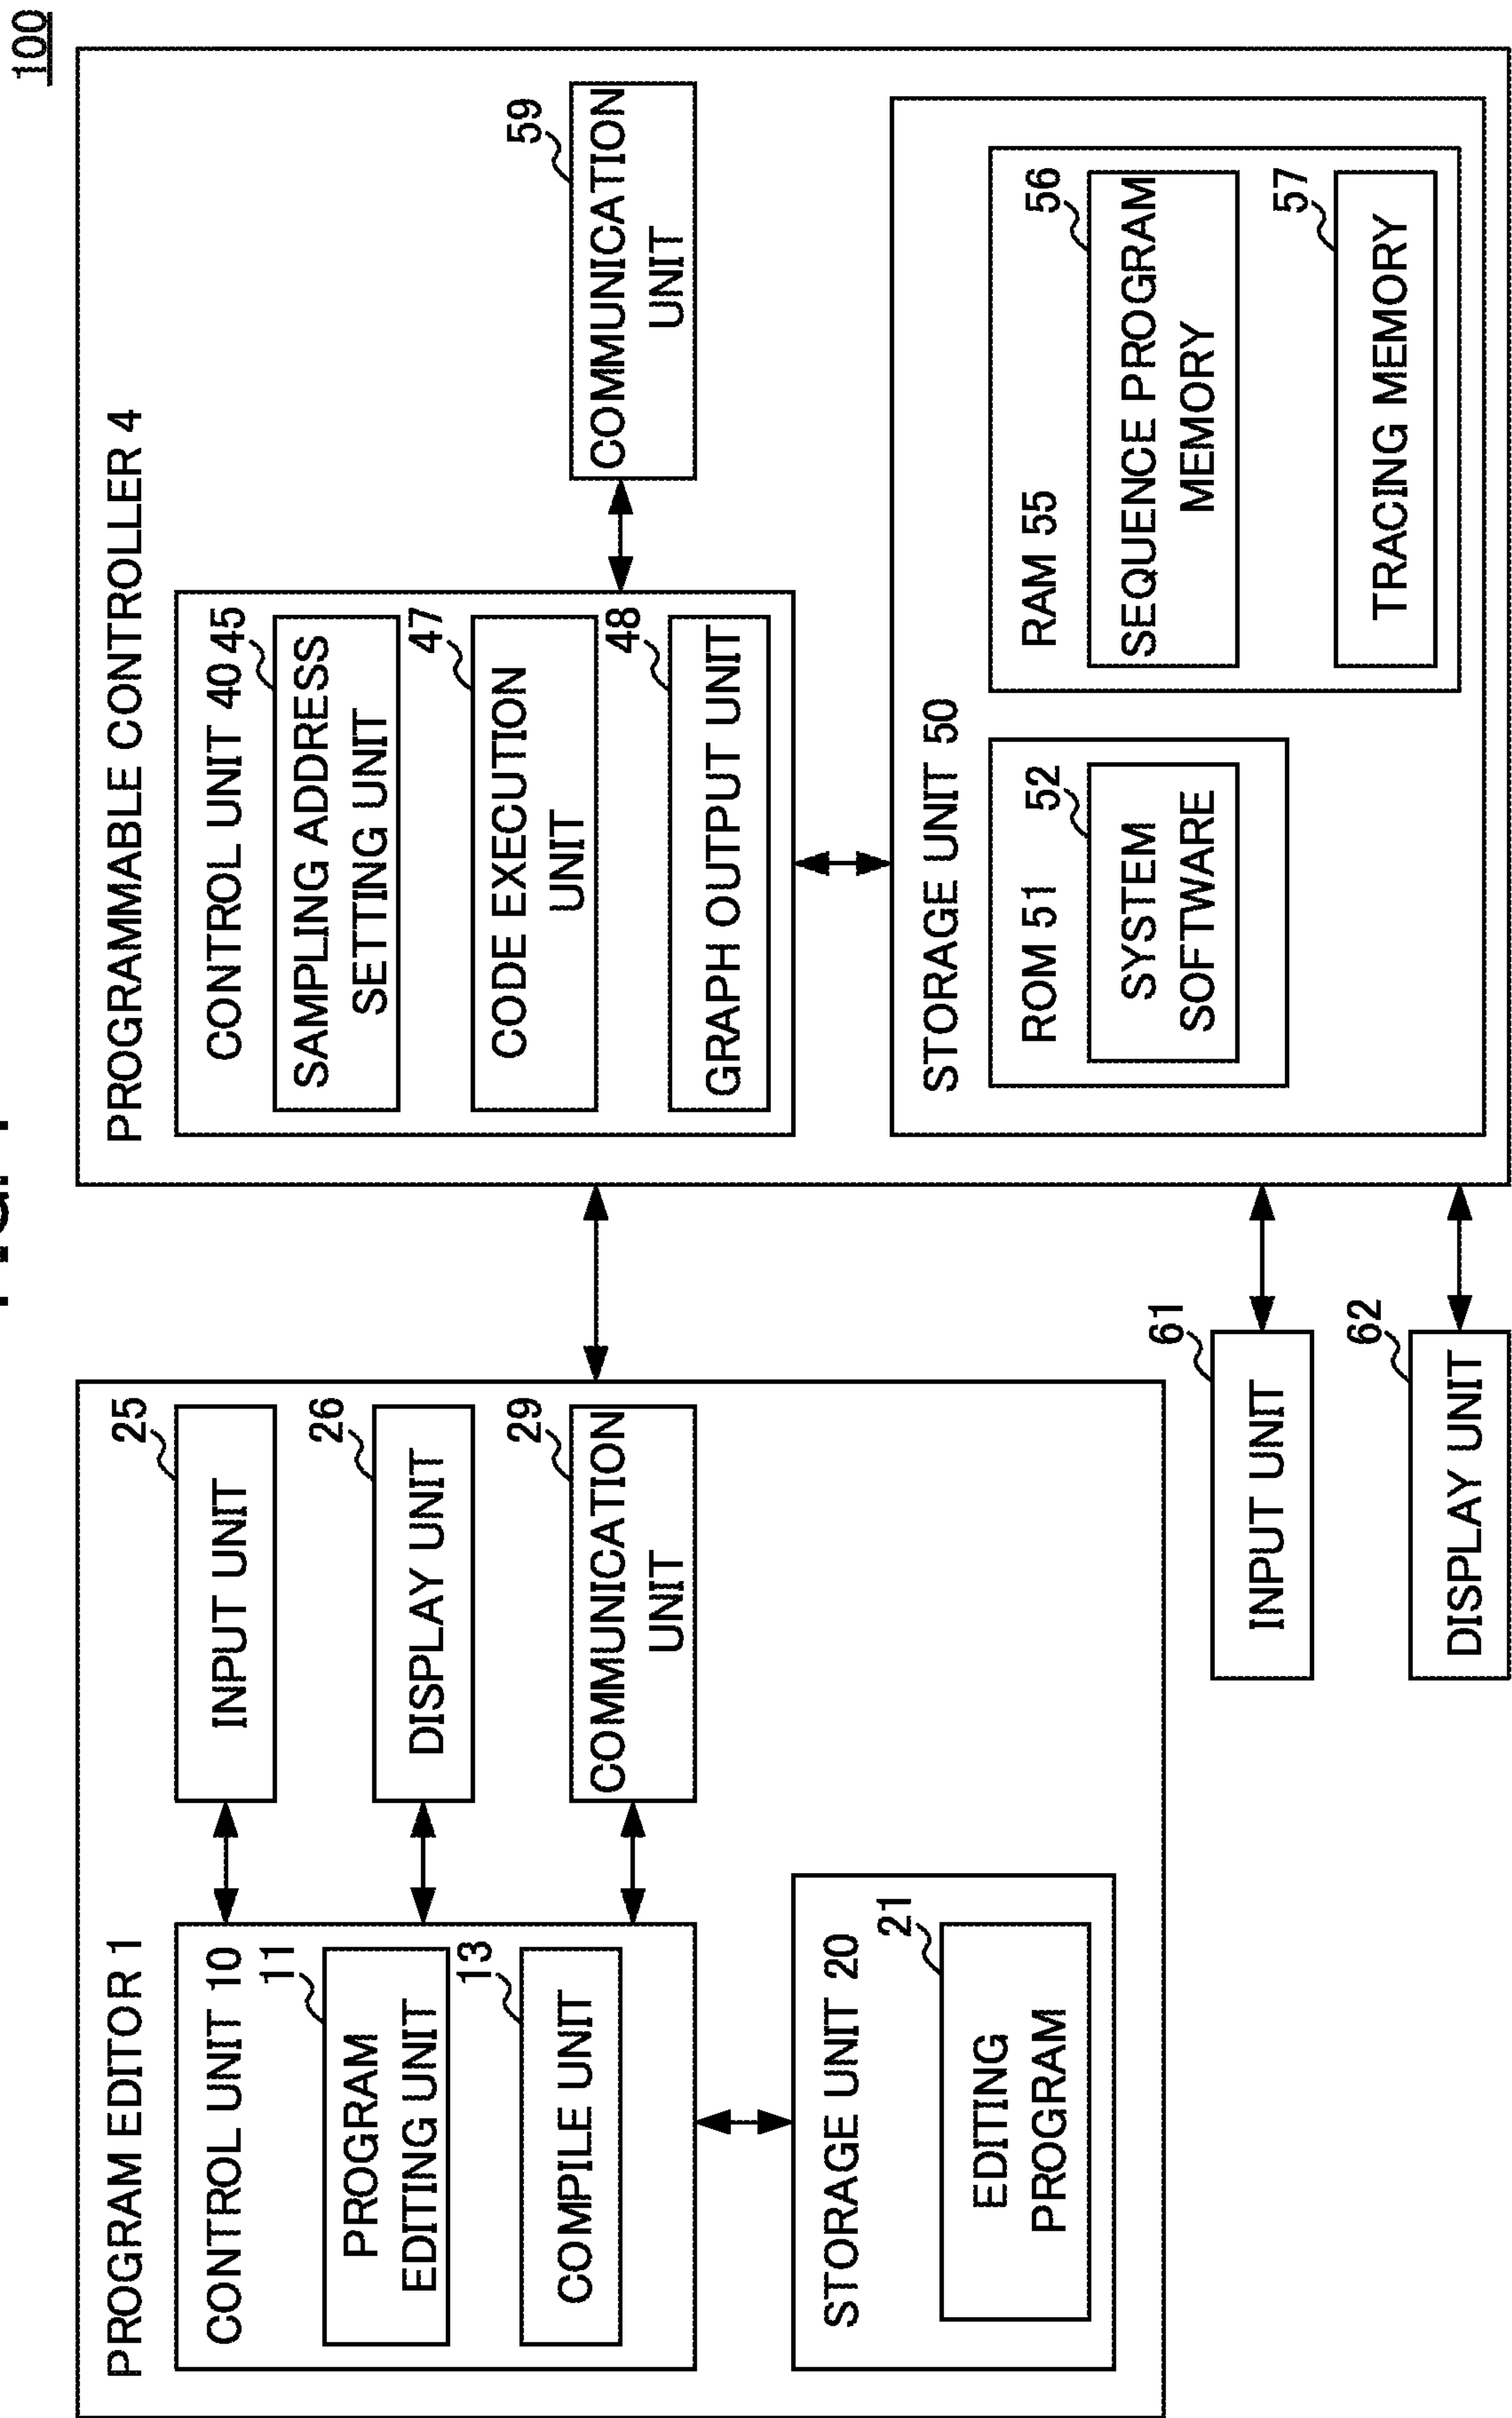 100
PROGRAM EDITOR 1
CONTROL UNIT 10
11
PROGRAM
EDITING UNIT
13
COMPILE UNIT
25
INPUT UNIT
26
DISPLAY UNIT
29
COMMUNICATION
UNIT
STORAGE UNIT 20
21
EDITING
PROGRAM
PROGRAMMABLE CONTROLLER 4
CONTROL UNIT 40
45
SAMPLING ADDRESS
SETTING UNIT
47
CODE EXECUTION
UNIT
48
GRAPH OUTPUT UNIT
59
COMMUNICATION
UNIT
STORAGE UNIT 50
ROM 51
52
SYSTEM
SOFTWARE
RAM 55
56
SEQUENCE PROGRAM
MEMORY
57
TRACING MEMORY
61
INPUT UNIT
62
DISPLAY UNIT